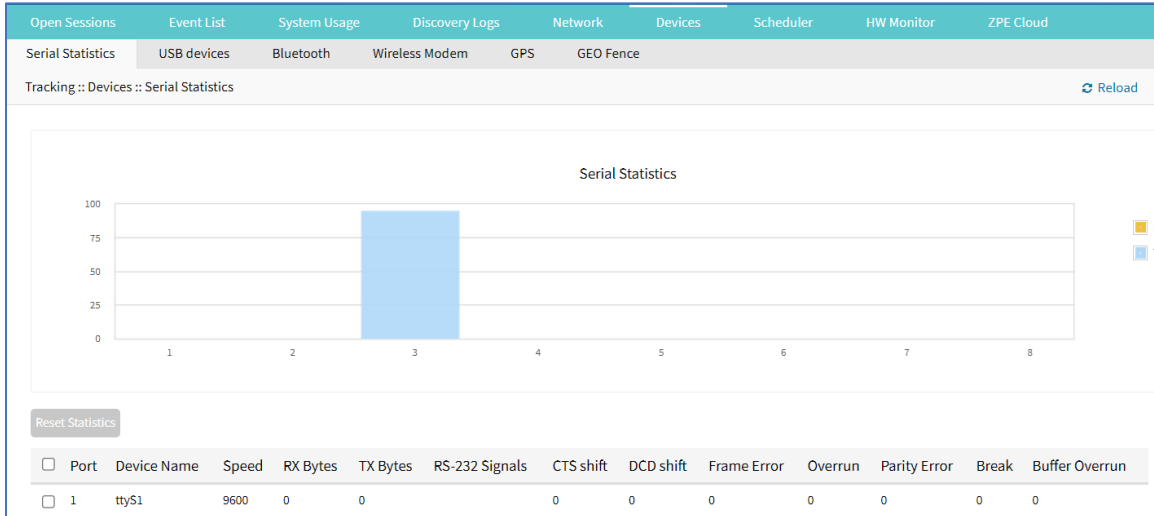 Open Sessions Event List System Usage Discovery Logs Network Devices Scheduler HW Monitor ZPE Cloud
Serial Statistics USB devices Bluetooth Wireless Modem GPS GEO Fence
Tracking :: Devices :: Serial Statistics Reload
Serial Statistics
100
75
50
25
0
1 2 3 4 5 6 7 8
Reset Statistics
Port Device Name Speed RX Bytes TX Bytes RS-232 Signals CTS shift DCD shift Frame Error Overrun Parity Error Break Buffer Overrun
1 ttyS1 9600 0 0 0 0 0 0 0 0 0